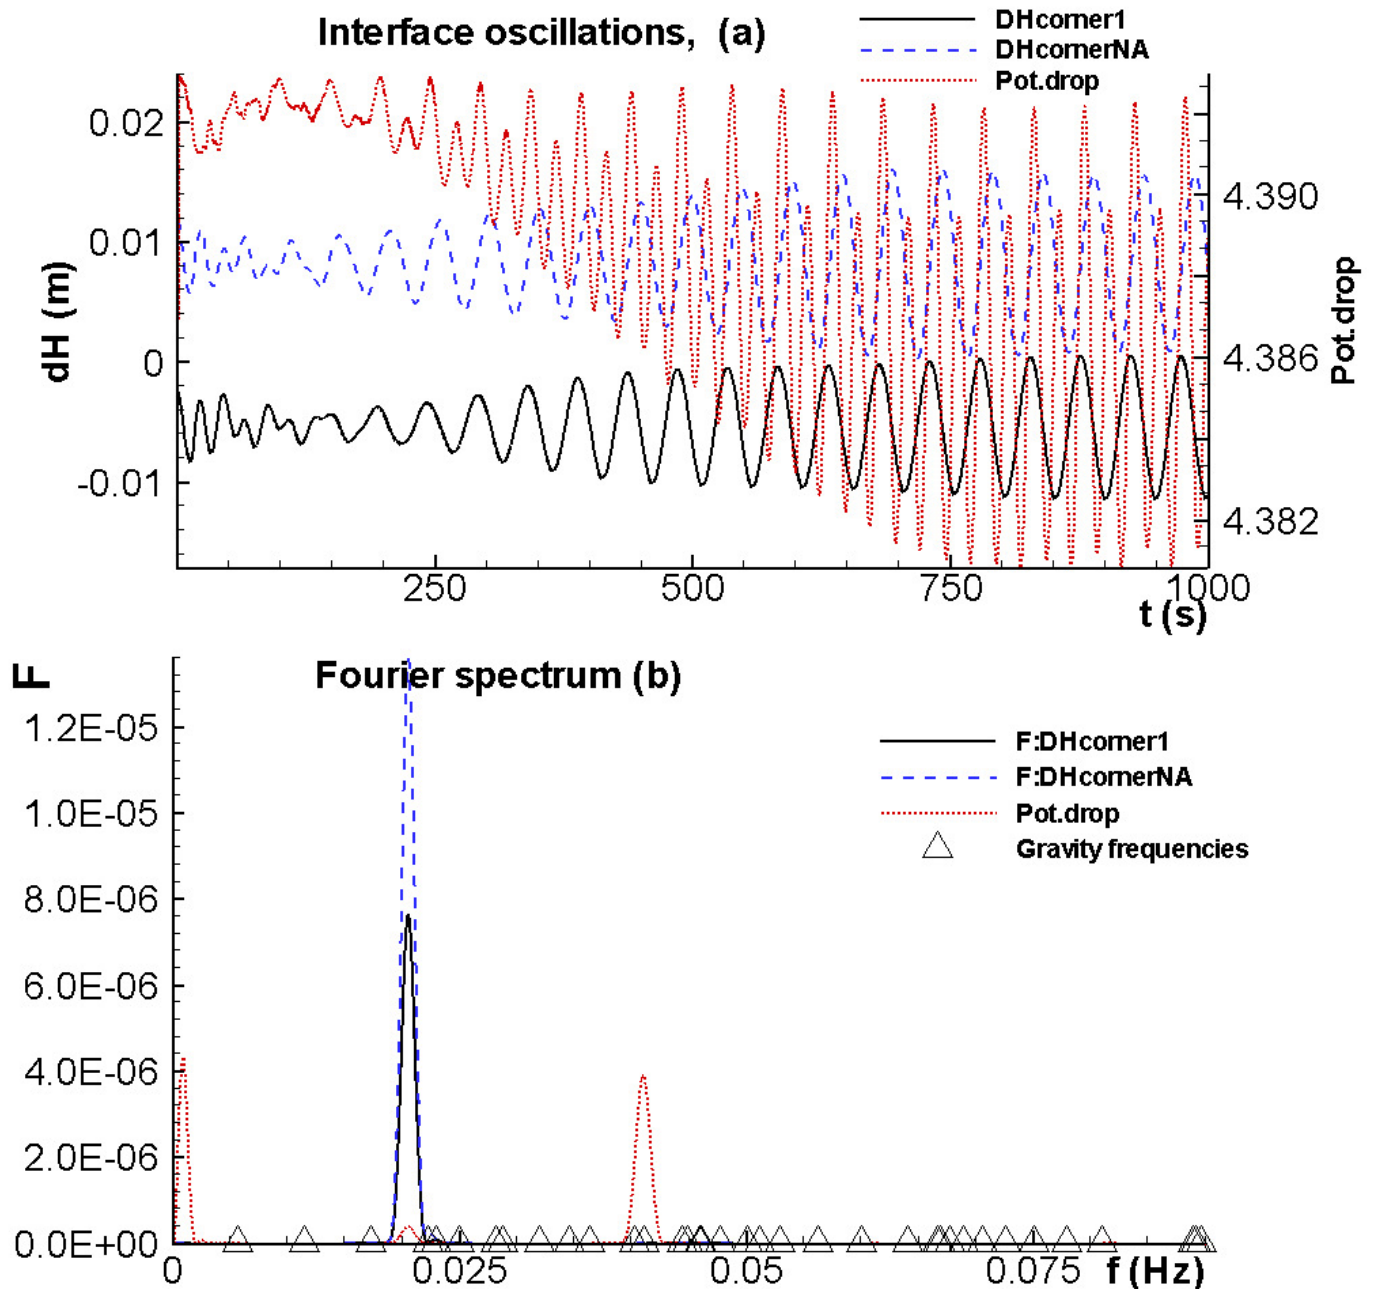 Interface oscillations, (a)
DHcorner1
DHcornerNA
Pot.drop
dH (m)
0.02
0.01
0
-0.01
4.390
4.386
4.382
Pot.drop
250
500
750
1000
t (s)
F
Fourier spectrum (b)
1.2E-05
1.0E-05
8.0E-06
6.0E-06
4.0E-06
2.0E-06
0.0E+00
F:DHcorner1
F:DHcornerNA
Pot.drop
Gravity frequencies
0
0.025
0.05
0.075
f (Hz)